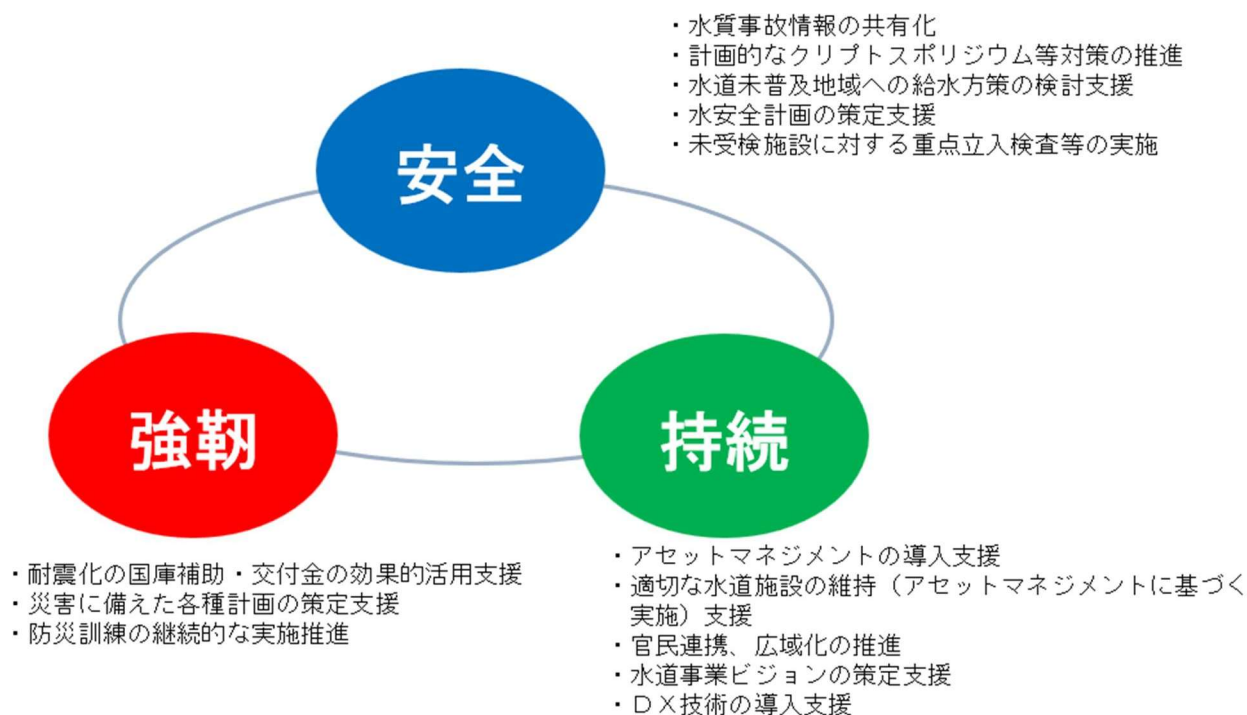 ・水質事故情報の共有化
・計画的なクリプトスポリジウム等対策の推進
・水道未普及地域への給水方策の検討支援
・水安全計画の策定支援
・未受検施設に対する重点立入検査等の実施
安全
強靭
持続
・耐震化の国庫補助・交付金の効果的活用支援
・災害に備えた各種計画の策定支援
・防災訓練の継続的な実施推進
・アセットマネジメントの導入支援
・適切な水道施設の維持（アセットマネジメントに基づく
実施）支援
・官民連携、広域化の推進
・水道事業ビジョンの策定支援
・ＤＸ技術の導入支援